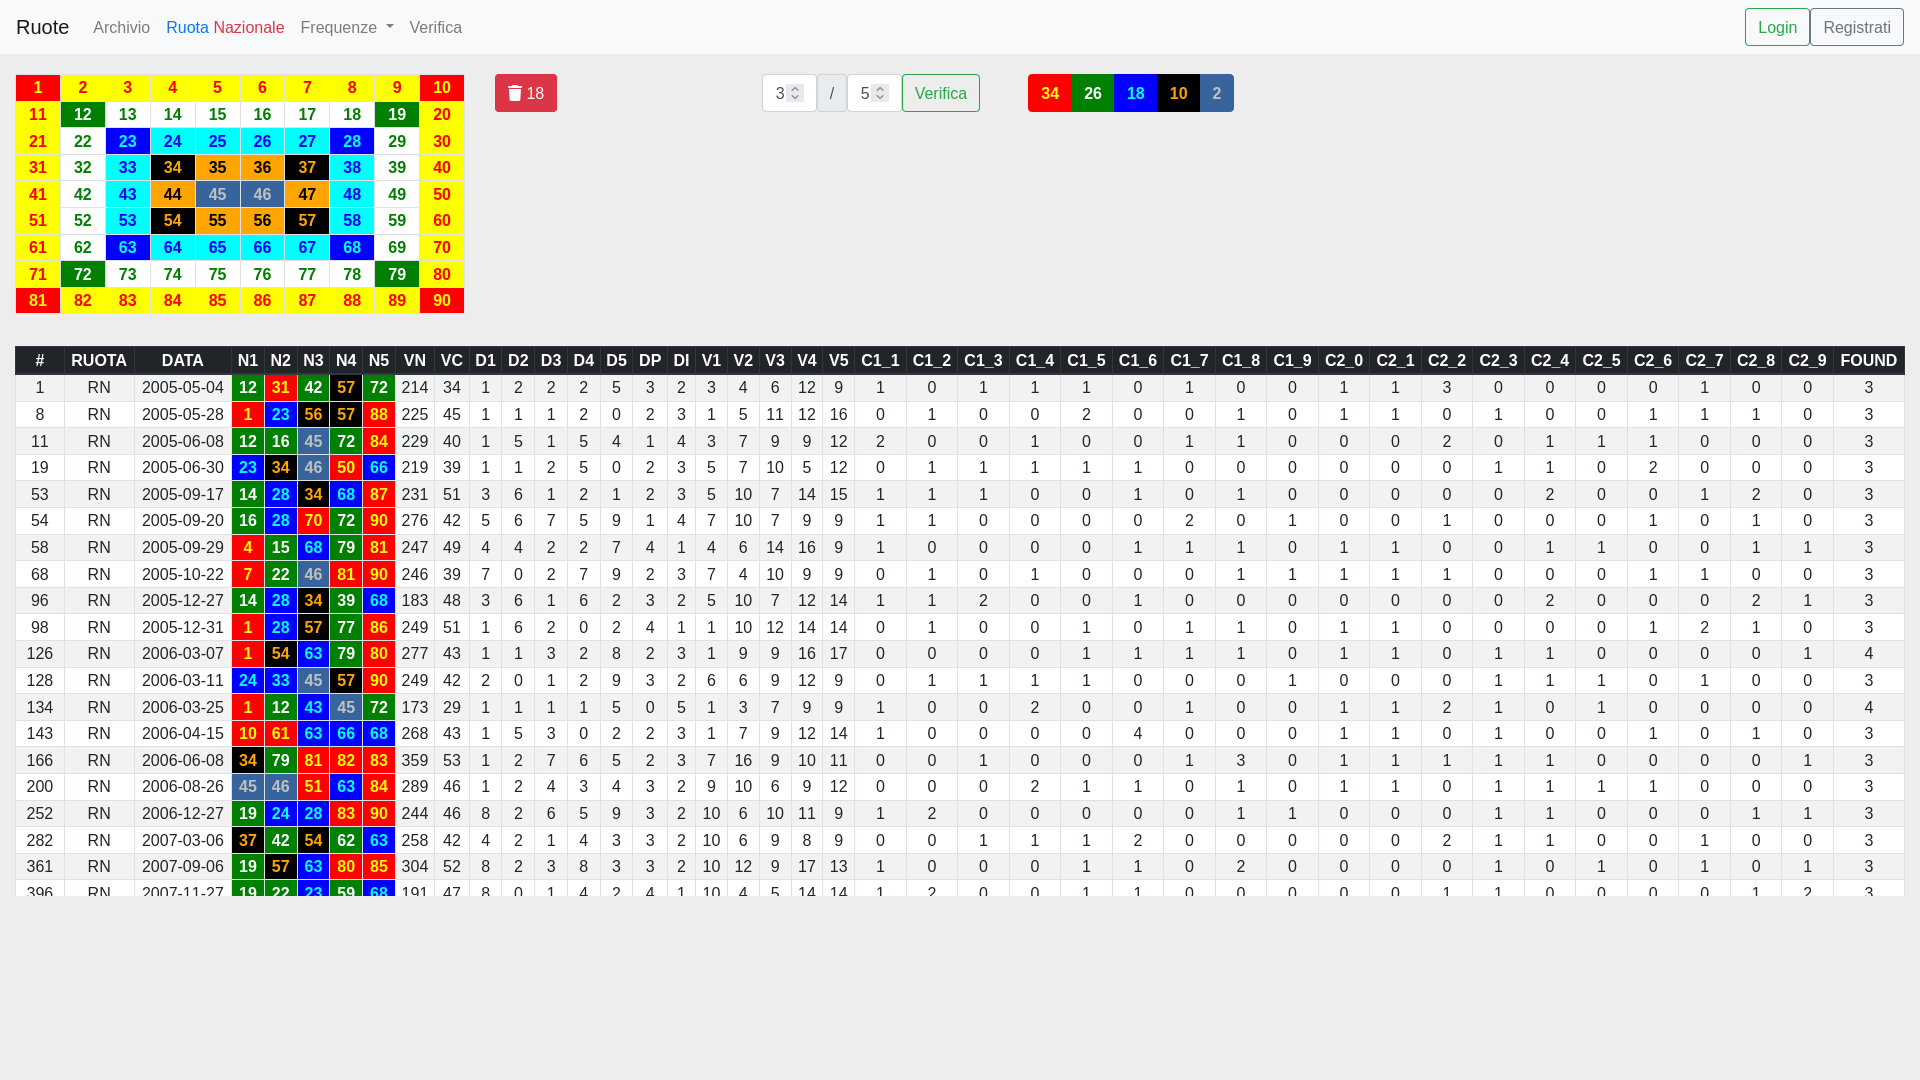 Ruote Archivio Ruota Nazionale Frequenze Verifica Login Registrati
1 2 3 4 5 6 7 8 9 10
11 12 13 14 15 16 17 18 19 20
21 22 23 24 25 26 27 28 29 30
31 32 33 34 35 36 37 38 39 40
41 42 43 44 45 46 47 48 49 50
51 52 53 54 55 56 57 58 59 60
61 62 63 64 65 66 67 68 69 70
71 72 73 74 75 76 77 78 79 80
81 82 83 84 85 86 87 88 89 90
18
3 / 5 Verifica
34 26 18 10 2
# RUOTA DATA N1 N2 N3 N4 N5 VN VC D1 D2 D3 D4 D5 DP DI V1 V2 V3 V4 V5 C1_1 C1_2 C1_3 C1_4 C1_5 C1_6 C1_7 C1_8 C1_9 C2_0 C2_1 C2_2 C2_3 C2_4 C2_5 C2_6 C2_7 C2_8 C2_9 FOUND
1 RN 2005-05-04 12 31 42 57 72 214 34 1 2 2 2 5 3 2 3 4 6 12 9 1 0 1 1 1 0 1 0 0 1 1 3 0 0 0 0 1 0 0 3
8 RN 2005-05-28 1 23 56 57 88 225 45 1 1 1 2 0 2 3 1 5 11 12 16 0 1 0 0 2 0 0 1 0 1 1 0 1 0 0 1 1 1 0 3
11 RN 2005-06-08 12 16 45 72 84 229 40 1 5 1 5 4 1 4 3 7 9 9 12 2 0 0 1 0 0 1 1 0 0 0 2 0 1 1 1 0 0 0 3
19 RN 2005-06-30 23 34 46 50 66 219 39 1 1 2 5 0 2 3 5 7 10 5 12 0 1 1 1 1 1 0 0 0 0 0 0 1 1 0 2 0 0 0 3
53 RN 2005-09-17 14 28 34 68 87 231 51 3 6 1 2 1 2 3 5 10 7 14 15 1 1 1 0 0 1 0 1 0 0 0 0 0 2 0 0 1 2 0 3
54 RN 2005-09-20 16 28 70 72 90 276 42 5 6 7 5 9 1 4 7 10 7 9 9 1 1 0 0 0 0 2 0 1 0 0 1 0 0 0 1 0 1 0 3
58 RN 2005-09-29 4 15 68 79 81 247 49 4 4 2 2 7 4 1 4 6 14 16 9 1 0 0 0 0 1 1 1 0 1 1 0 0 1 1 0 0 1 1 3
68 RN 2005-10-22 7 22 46 81 90 246 39 7 0 2 7 9 2 3 7 4 10 9 9 0 1 0 1 0 0 0 1 1 1 1 1 0 0 0 1 1 0 0 3
96 RN 2005-12-27 14 28 34 39 68 183 48 3 6 1 6 2 3 2 5 10 7 12 14 1 1 2 0 0 1 0 0 0 0 0 0 0 2 0 0 0 2 1 3
98 RN 2005-12-31 1 28 57 77 86 249 51 1 6 2 0 2 4 1 1 10 12 14 14 0 1 0 0 1 0 1 1 0 1 1 0 0 0 0 1 2 1 0 3
126 RN 2006-03-07 1 54 63 79 80 277 43 1 1 3 2 8 2 3 1 9 9 16 17 0 0 0 0 1 1 1 1 0 1 1 0 1 1 0 0 0 0 1 4
128 RN 2006-03-11 24 33 45 57 90 249 42 2 0 1 2 9 3 2 6 6 9 12 9 0 1 1 1 1 0 0 0 1 0 0 0 1 1 1 0 1 0 0 3
134 RN 2006-03-25 1 12 43 45 72 173 29 1 1 1 1 5 0 5 1 3 7 9 9 1 0 0 2 0 0 1 0 0 1 1 2 1 0 1 0 0 0 0 4
143 RN 2006-04-15 10 61 63 66 68 268 43 1 5 3 0 2 2 3 1 7 9 12 14 1 0 0 0 0 4 0 0 0 1 1 0 1 0 0 1 0 1 0 3
166 RN 2006-06-08 34 79 81 82 83 359 53 1 2 7 6 5 2 3 7 16 9 10 11 0 0 1 0 0 0 1 3 0 1 1 1 1 1 0 0 0 0 1 3
200 RN 2006-08-26 45 46 51 63 84 289 46 1 2 4 3 4 3 2 9 10 6 9 12 0 0 0 2 1 1 0 1 0 1 1 0 1 1 1 1 0 0 0 3
252 RN 2006-12-27 19 24 28 83 90 244 46 8 2 6 5 9 3 2 10 6 10 11 9 1 2 0 0 0 0 0 1 1 0 0 0 1 1 0 0 0 1 1 3
282 RN 2007-03-06 37 42 54 62 63 258 42 4 2 1 4 3 3 2 10 6 9 8 9 0 0 1 1 1 2 0 0 0 0 0 2 1 1 0 0 1 0 0 3
361 RN 2007-09-06 19 57 63 80 85 304 52 8 2 3 8 3 3 2 10 12 9 17 13 1 0 0 0 1 1 0 2 0 0 0 0 1 0 1 0 1 0 1 3
396 RN 2007-11-27 19 22 23 59 68 191 47 8 0 1 4 2 4 1 10 4 5 14 14 1 2 0 0 1 1 0 0 0 0 0 1 1 0 0 0 0 1 2 3